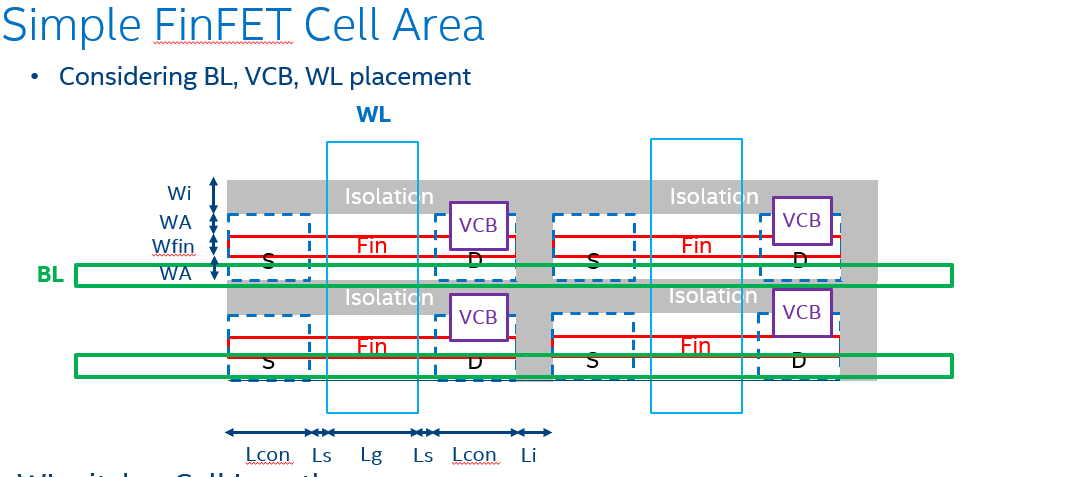 Simple FinFET Cell Area
• Considering BL, VCB, WL placement
WL
Wi
Isolation
Isolation
WA
VCB
VCB
Wfin
Fin
Fin
S
D
S
D
BL
WA
Isolation
Isolation
VCB
VCB
Fin
Fin
S
D
S
D
Lcon
Ls
Lg
Ls
Lcon
Li